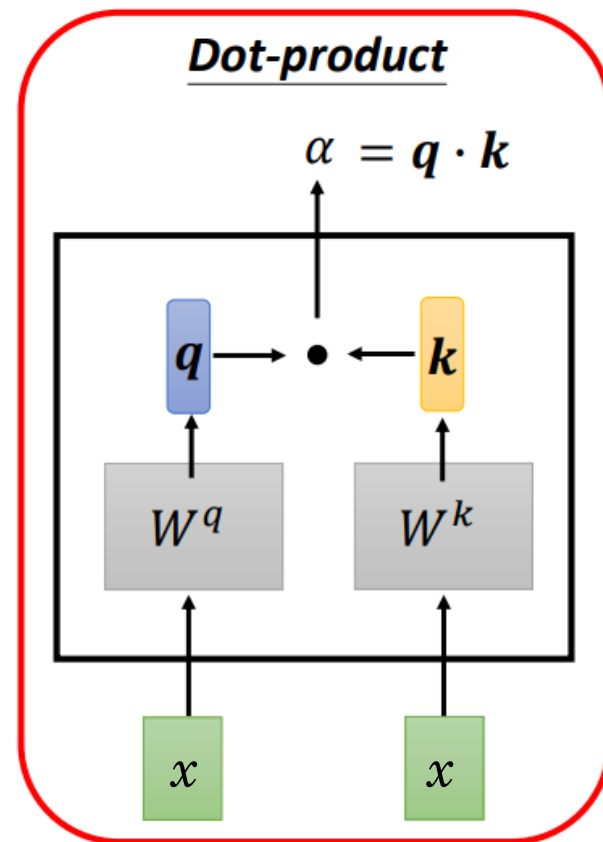 Dot-product
α = q · k
q k
W^q W^k
x x